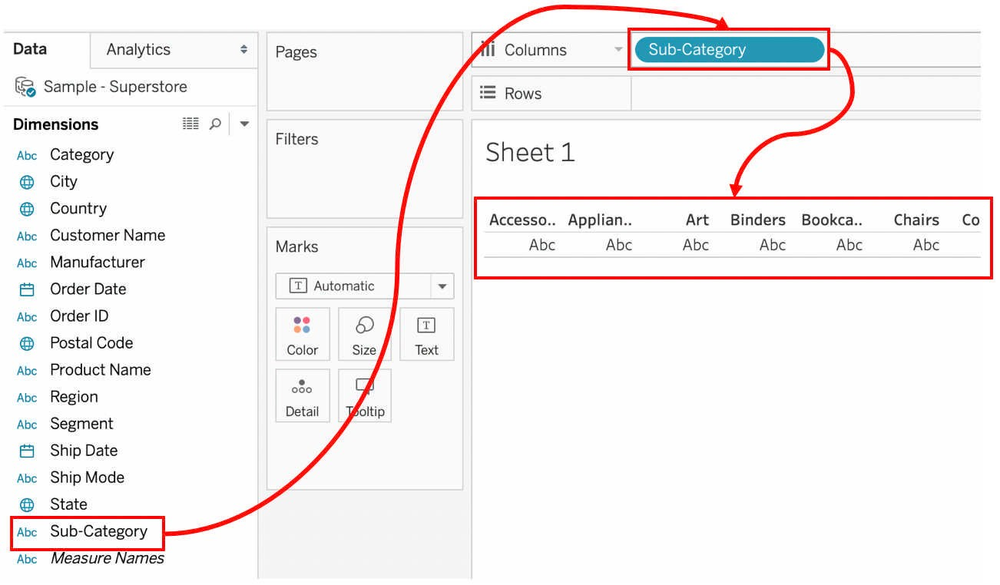 Data
Analytics
Sample - Superstore
Dimensions
Abc Category
City
Country
Abc Customer Name
Abc Manufacturer
Order Date
Abc Order ID
Postal Code
Abc Product Name
Abc Region
Abc Segment
Ship Date
Abc Ship Mode
State
Abc Sub-Category
Abc Measure Names
Pages
Filters
Marks
T Automatic
Color Size T Text
Detail Tooltip
Columns Sub-Category
Rows
Sheet 1
Accesso.. Applian.. Art Binders Bookca.. Chairs Co
Abc Abc Abc Abc Abc Abc